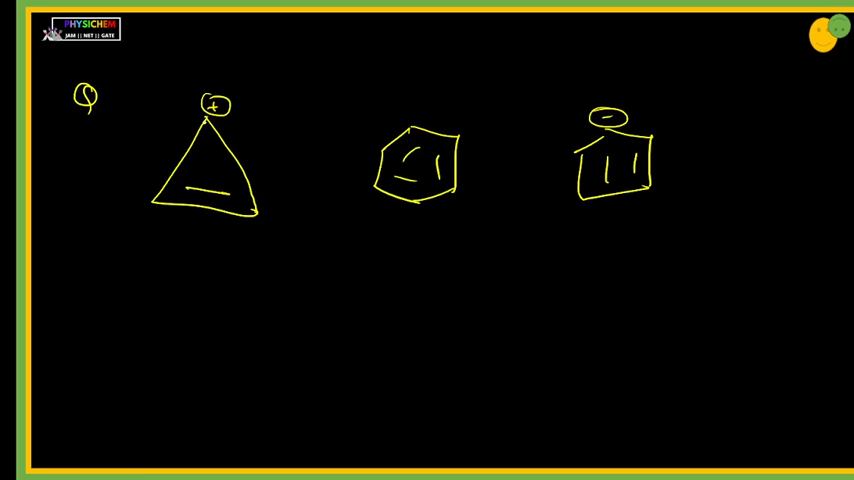 PHYSICHEM
JAM || NET || GATE
Q
+
-